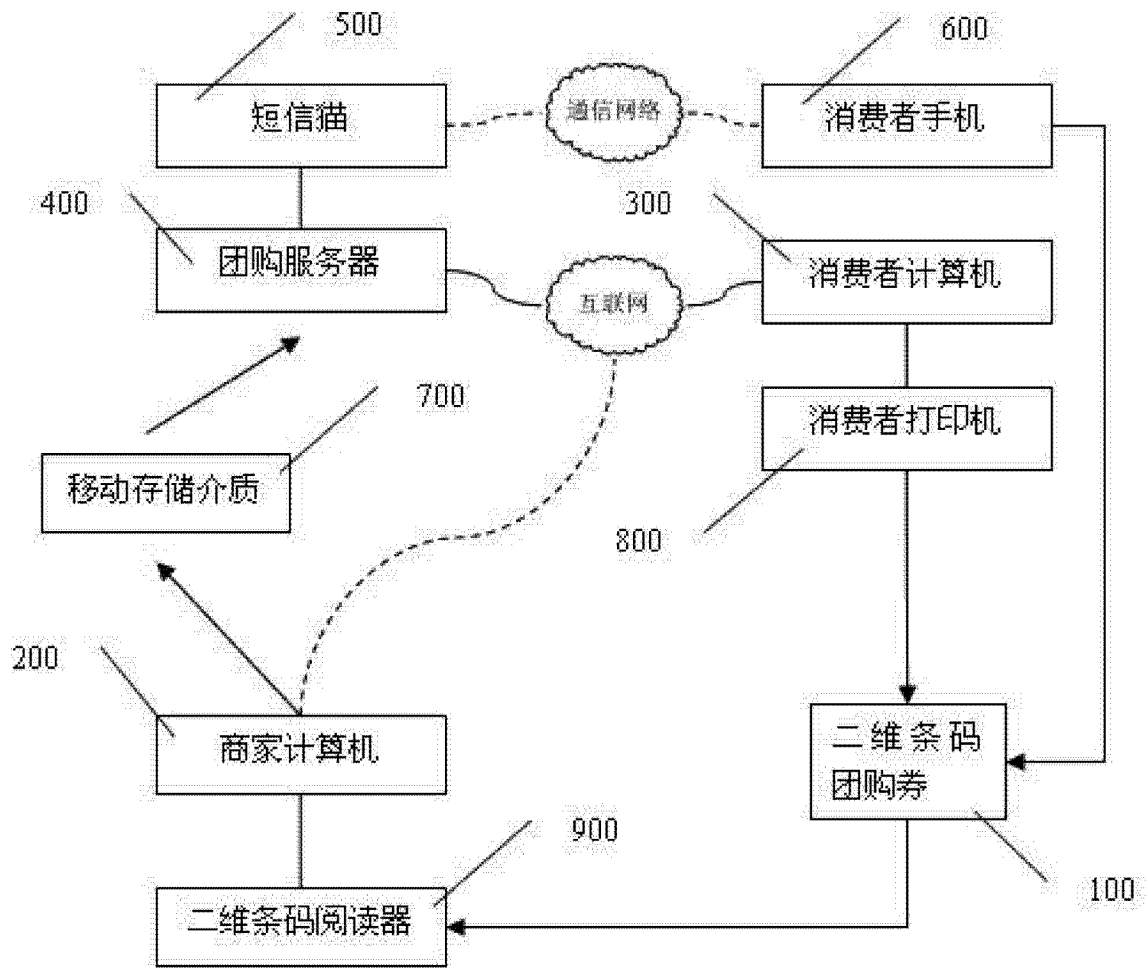 500
600
短信猫
通信网络
消费者手机
400
300
团购服务器
互联网
消费者计算机
700
消费者打印机
移动存储介质
800
200
商家计算机
二维条码
团购券
900
100
二维条码阅读器